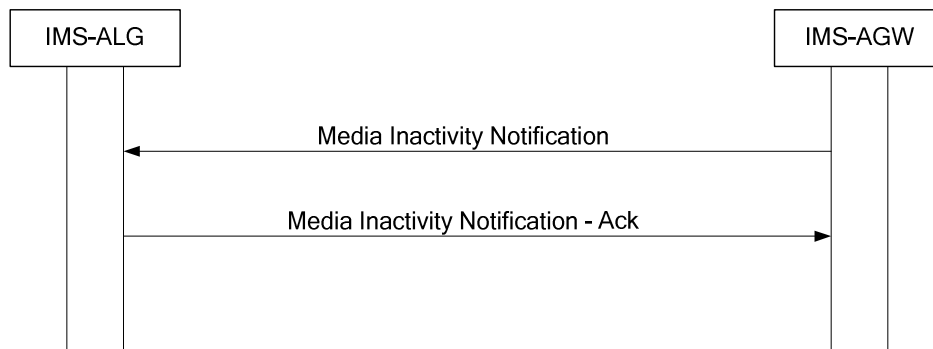 IMS-ALG
IMS-AGW
Media Inactivity Notification
Media Inactivity Notification - Ack